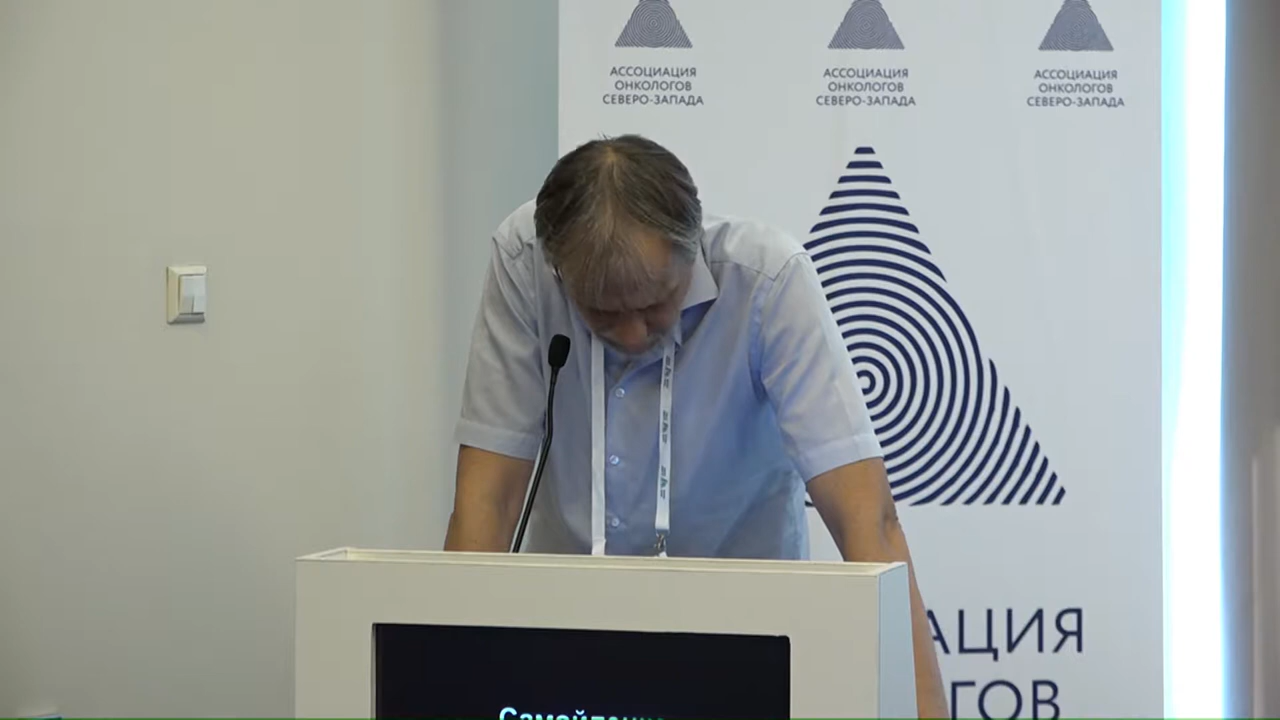 АССОЦИАЦИЯ
ОНКОЛОГОВ
СЕВЕРО-ЗАПАДА
АССОЦИАЦИЯ
ОНКОЛОГОВ
СЕВЕРО-ЗАПАДА
АССОЦИАЦИЯ
ОНКОЛОГОВ
СЕВЕРО-ЗАПАДА
АЦИЯ
ГОВ